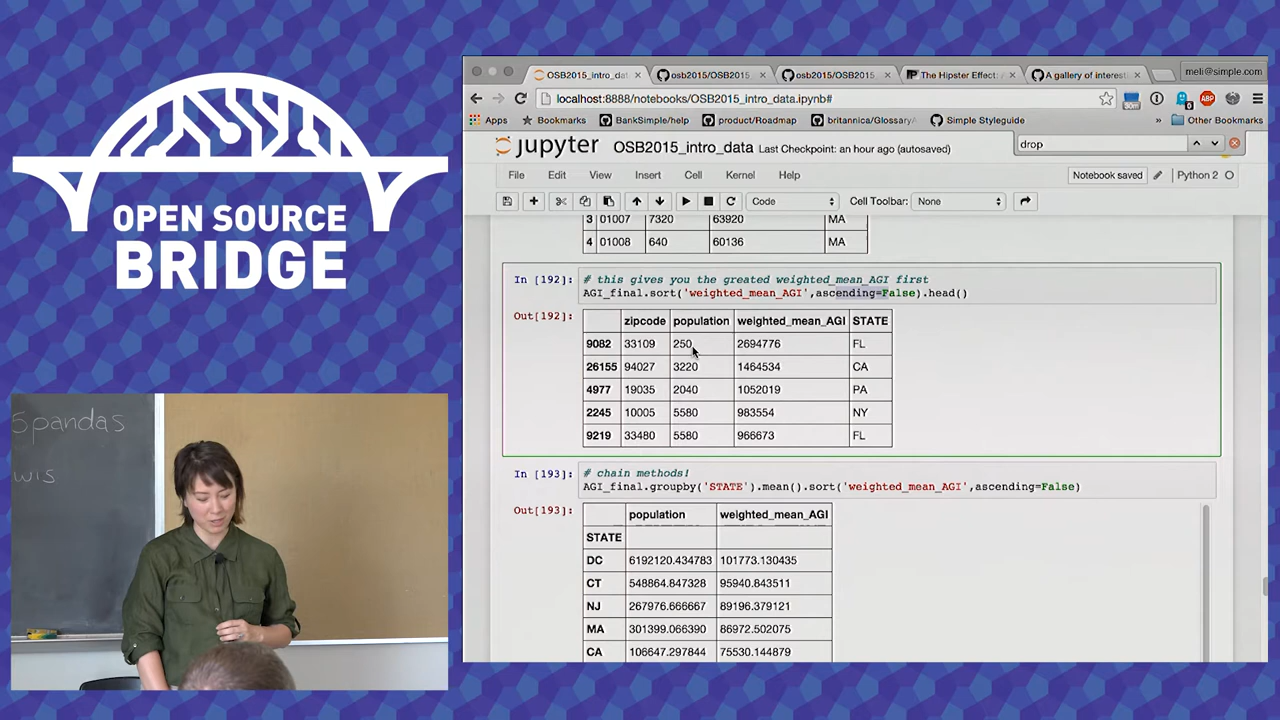 OPEN SOURCE
BRIDGE
5pandas
wis
OSB2015_intro_dat
osb2015/OSB2015
osb2015/OSB2015
The Hipster Effect: A
A gallery of interest
meli@simple.com
localhost:8888/notebooks/OSB2015_intro_data.ipynb#
50m
ABP
Apps
Bookmarks
BankSimple/help
product/Roadmap
britannica/Glossary
Simple Styleguide
»
Other Bookmarks
drop
jupyter OSB2015_intro_data Last Checkpoint: an hour ago (autosaved)
File Edit View Insert Cell Kernel Help Notebook saved Python 2
Code Cell Toolbar: None
3 01007 7320 63920 MA
4 01008 640 60136 MA
In [192]: # this gives you the greated weighted_mean_AGI first
AGI_final.sort('weighted_mean_AGI',ascending=False).head()
Out[192]:
zipcode population weighted_mean_AGI STATE
9082 33109 250 2694776 FL
26155 94027 3220 1464534 CA
4977 19035 2040 1052019 PA
2245 10005 5580 983554 NY
9219 33480 5580 966673 FL
In [193]: # chain methods!
AGI_final.groupby('STATE').mean().sort('weighted_mean_AGI',ascending=False)
Out[193]:
population weighted_mean_AGI
STATE
DC 6192120.434783 101773.130435
CT 548864.847328 95940.843511
NJ 267976.666667 89196.379121
MA 301399.066390 86972.502075
CA 106647.297844 75530.144879